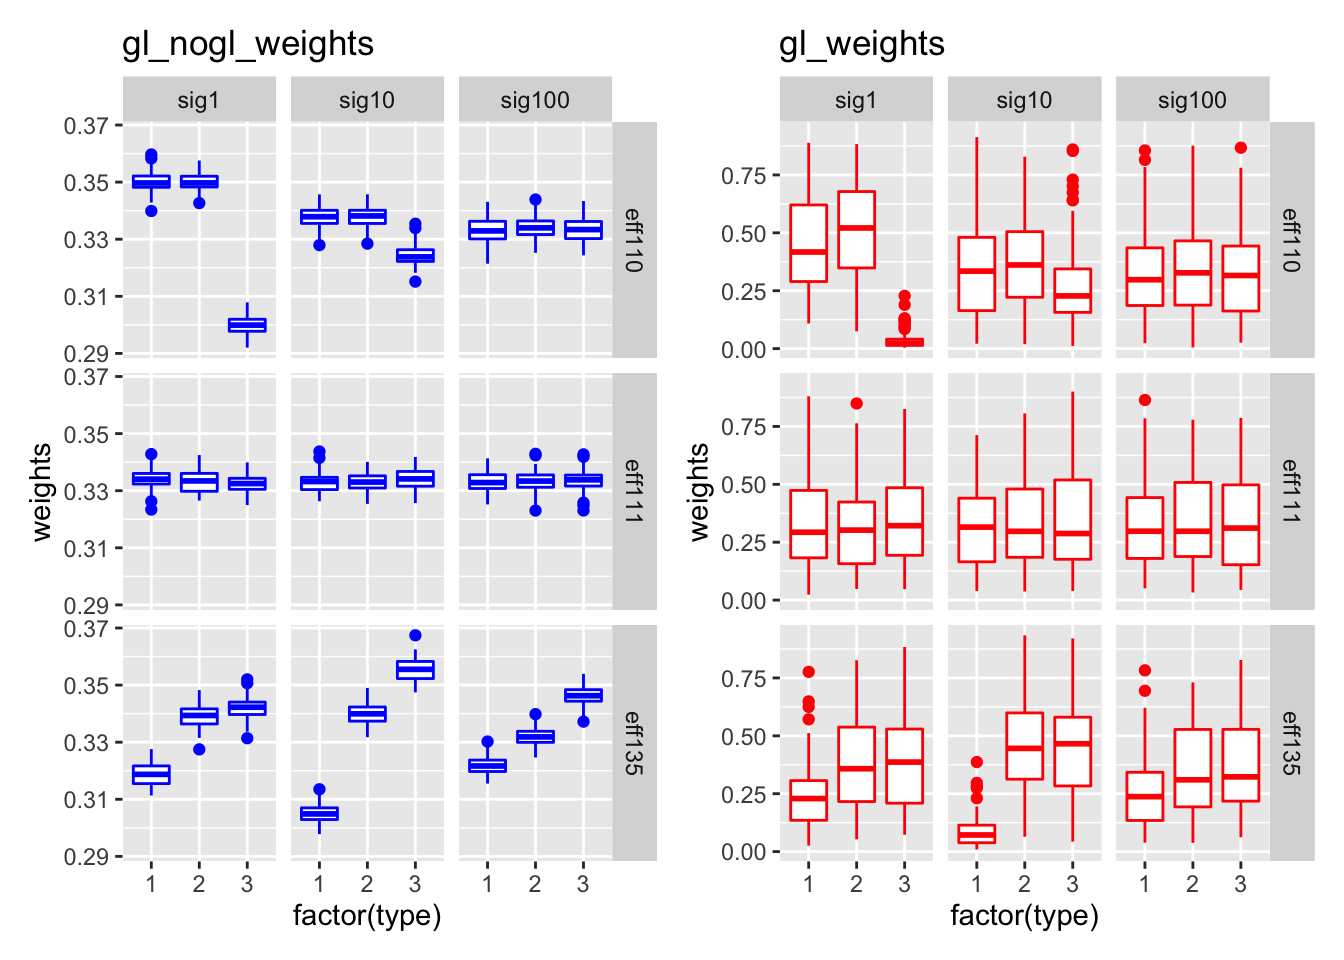 gl_nogl_weights
sig1 sig10 sig100
0.37
0.35
0.33
0.31
0.29
eff110
0.37
0.35
0.33
0.31
0.29
eff111
0.37
0.35
0.33
0.31
0.29
eff135
weights
1 2 3 1 2 3 1 2 3
factor(type)
gl_weights
sig1 sig10 sig100
0.75
0.50
0.25
0.00
eff110
0.75
0.50
0.25
0.00
eff111
0.75
0.50
0.25
0.00
eff135
weights
1 2 3 1 2 3 1 2 3
factor(type)